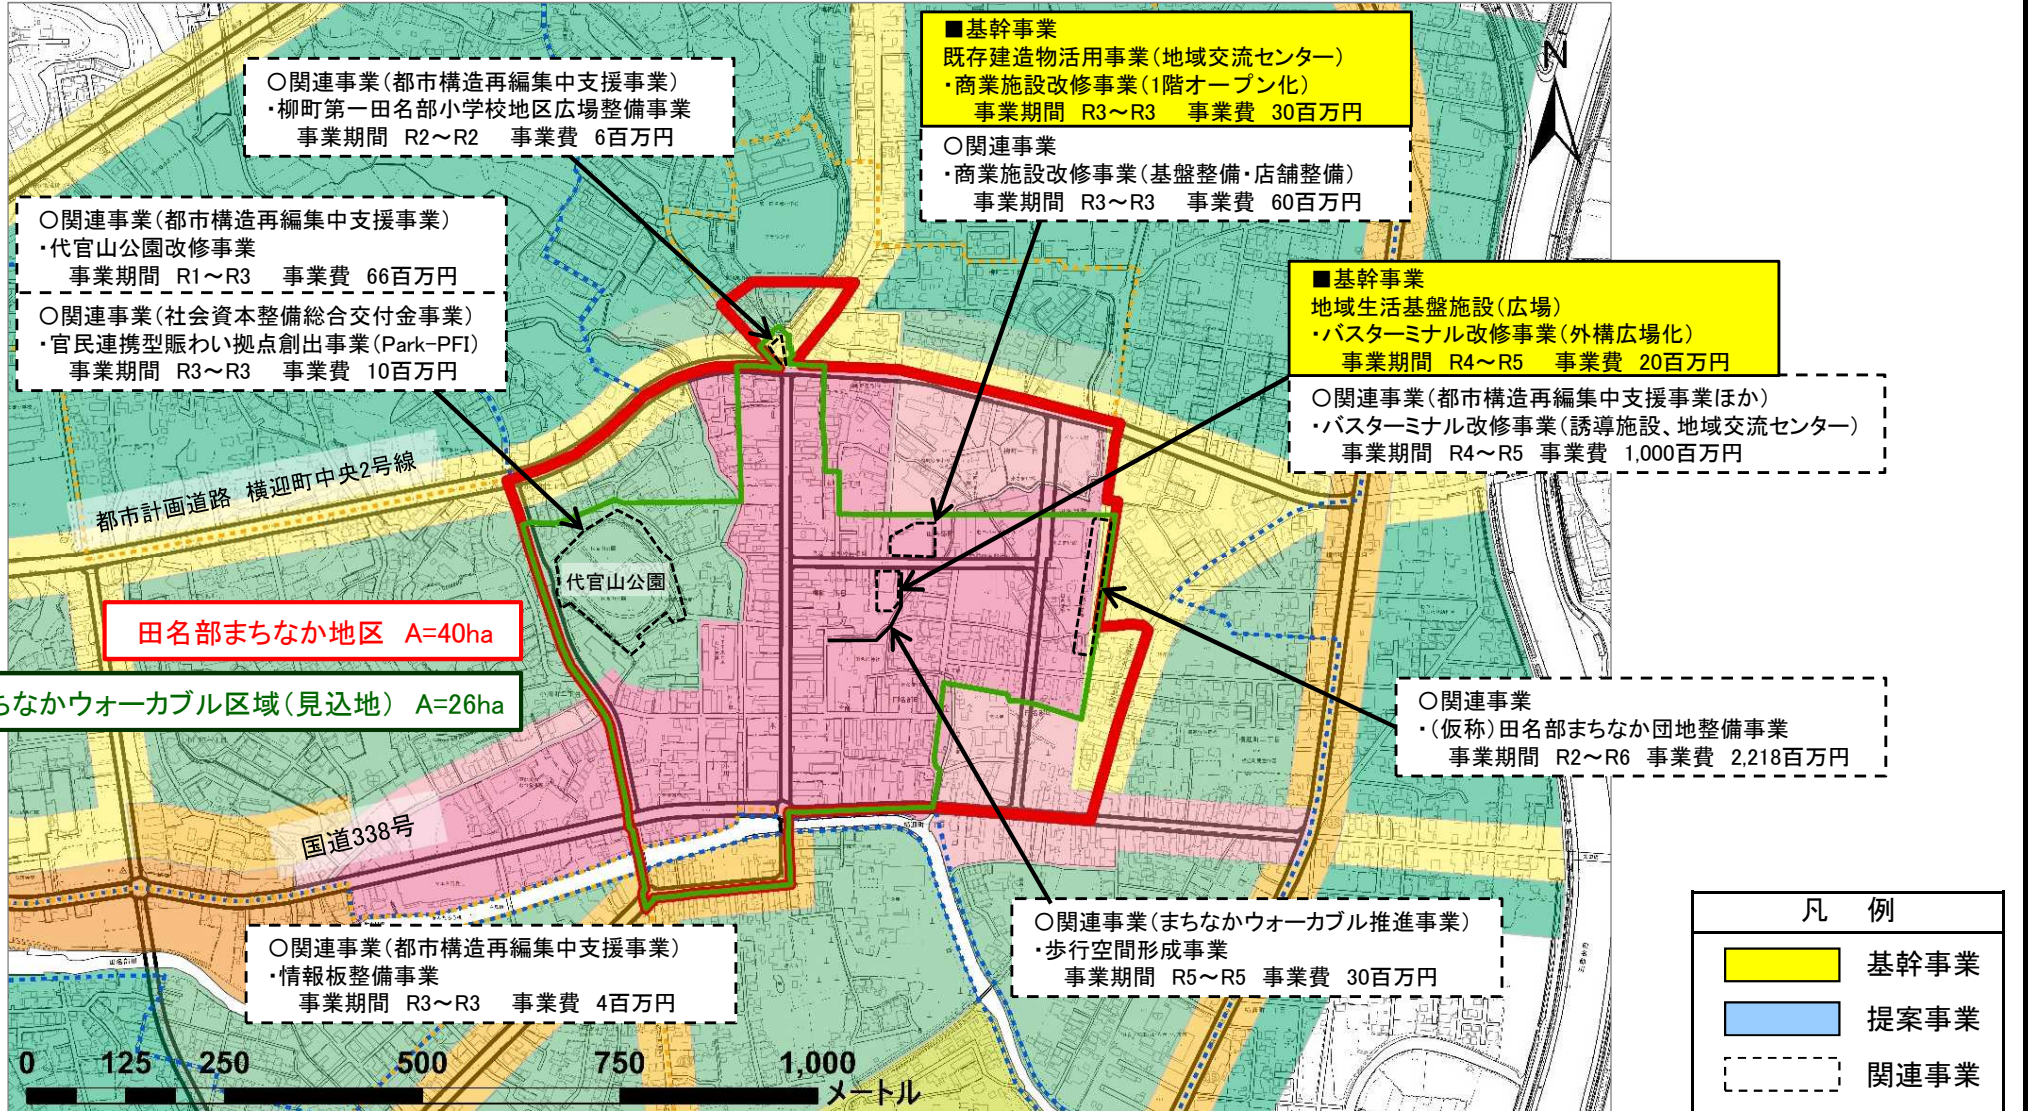 ○関連事業(都市構造再編集中支援事業)
・柳町第一田名部小学校地区広場整備事業
事業期間 R2～R2 事業費 6百万円
■基幹事業
既存建造物活用事業(地域交流センター)
・商業施設改修事業(1階オープン化)
事業期間 R3～R3 事業費 30百万円
○関連事業
・商業施設改修事業(基盤整備・店舗整備)
事業期間 R3～R3 事業費 60百万円
N
○関連事業(都市構造再編集中支援事業)
・代官山公園改修事業
事業期間 R1～R3 事業費 66百万円
○関連事業(社会資本整備総合交付金事業)
・官民連携型賑わい拠点創出事業(Park-PFI)
事業期間 R3～R3 事業費 10百万円
■基幹事業
地域生活基盤施設(広場)
・バスターミナル改修事業(外構広場化)
事業期間 R4～R5 事業費 20百万円
○関連事業(都市構造再編集中支援事業ほか)
・バスターミナル改修事業(誘導施設、地域交流センター)
事業期間 R4～R5 事業費 1,000百万円
都市計画道路 横迎町中央2号線
代官山公園
田名部まちなか地区 A=40ha
ちなかウォーカブル区域(見込地) A=26ha
○関連事業
・(仮称)田名部まちなか団地整備事業
事業期間 R2～R6 事業費 2,218百万円
国道338号
○関連事業(都市構造再編集中支援事業)
・情報板整備事業
事業期間 R3～R3 事業費 4百万円
○関連事業(まちなかウォーカブル推進事業)
・歩行空間形成事業
事業期間 R5～R5 事業費 30百万円
凡 例
基幹事業
提案事業
関連事業
0 125 250 500 750 1,000
メートル